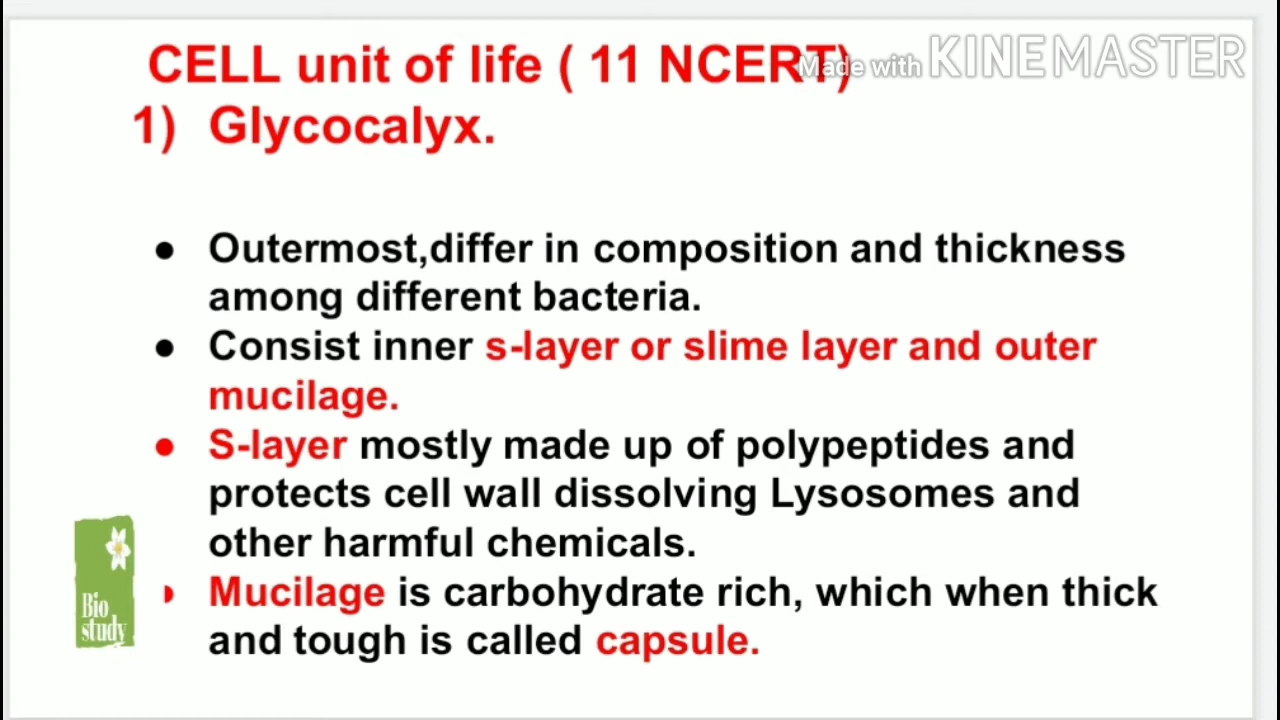 CELL unit of life ( 11 NCERT)
Made with KINEMASTER
1) Glycocalyx.
● Outermost,differ in composition and thickness
among different bacteria.
● Consist inner s-layer or slime layer and outer
mucilage.
● S-layer mostly made up of polypeptides and
protects cell wall dissolving Lysosomes and
other harmful chemicals.
● Mucilage is carbohydrate rich, which when thick
and tough is called capsule.
Bio
study